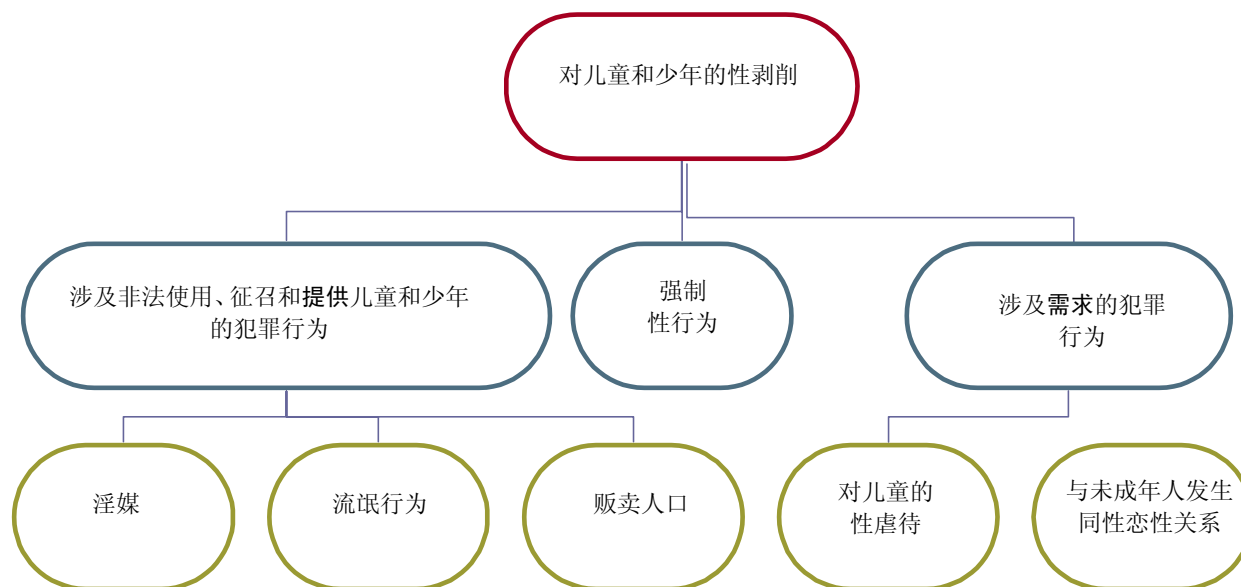 对儿童和少年的性剥削
涉及非法使用、征召和提供儿童和少年
的犯罪行为
强制
性行为
涉及需求的犯罪
行为
淫媒
流氓行为
贩卖人口
对儿童的
性虐待
与未成年人发生
同性恋性关系